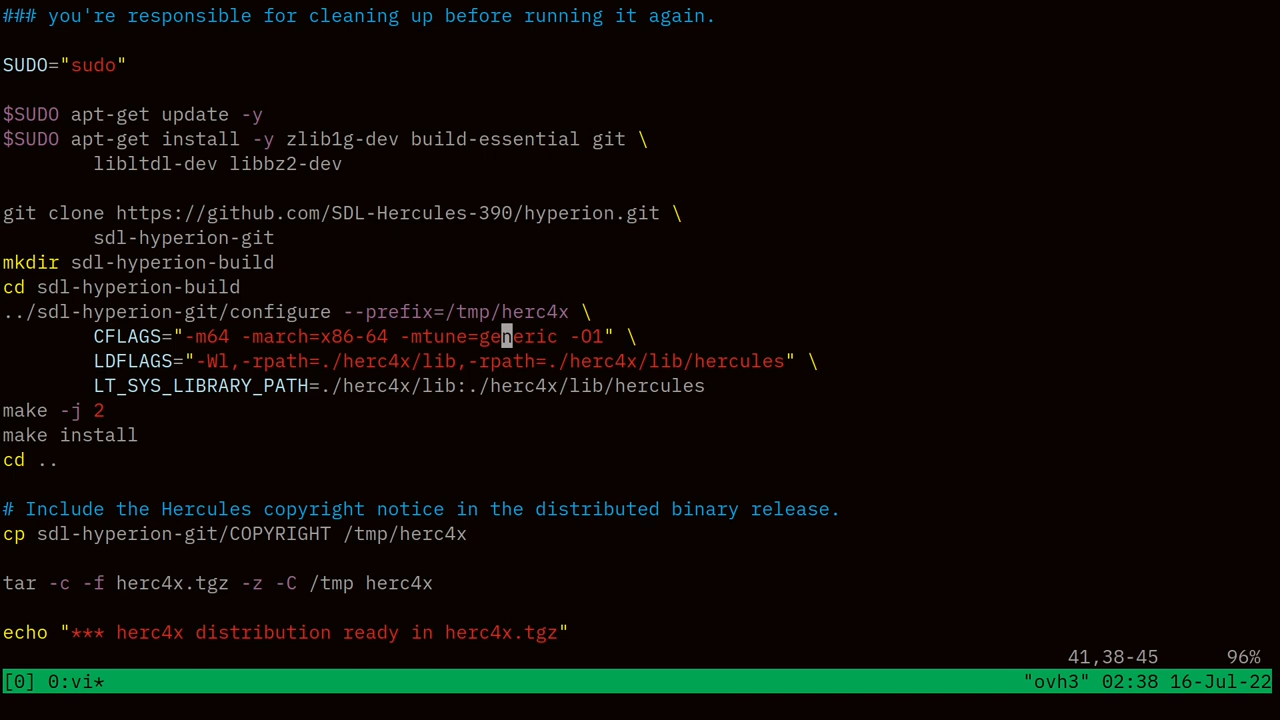 ### you're responsible for cleaning up before running it again.
SUDO="sudo"
$SUDO apt-get update -y
$SUDO apt-get install -y zlib1g-dev build-essential git \
        libltdl-dev libbz2-dev
git clone https://github.com/SDL-Hercules-390/hyperion.git \
        sdl-hyperion-git
mkdir sdl-hyperion-build
cd sdl-hyperion-build
../sdl-hyperion-git/configure --prefix=/tmp/herc4x \
        CFLAGS="-m64 -march=x86-64 -mtune=generic -O1" \
        LDFLAGS="-Wl,-rpath=./herc4x/lib,-rpath=./herc4x/lib/hercules" \
        LT_SYS_LIBRARY_PATH=./herc4x/lib:./herc4x/lib/hercules
make -j 2
make install
cd ..
# Include the Hercules copyright notice in the distributed binary release.
cp sdl-hyperion-git/COPYRIGHT /tmp/herc4x
tar -c -f herc4x.tgz -z -C /tmp herc4x
echo "*** herc4x distribution ready in herc4x.tgz"
41,38-45 96%
[0] 0:vi* "ovh3" 02:38 16-Jul-22